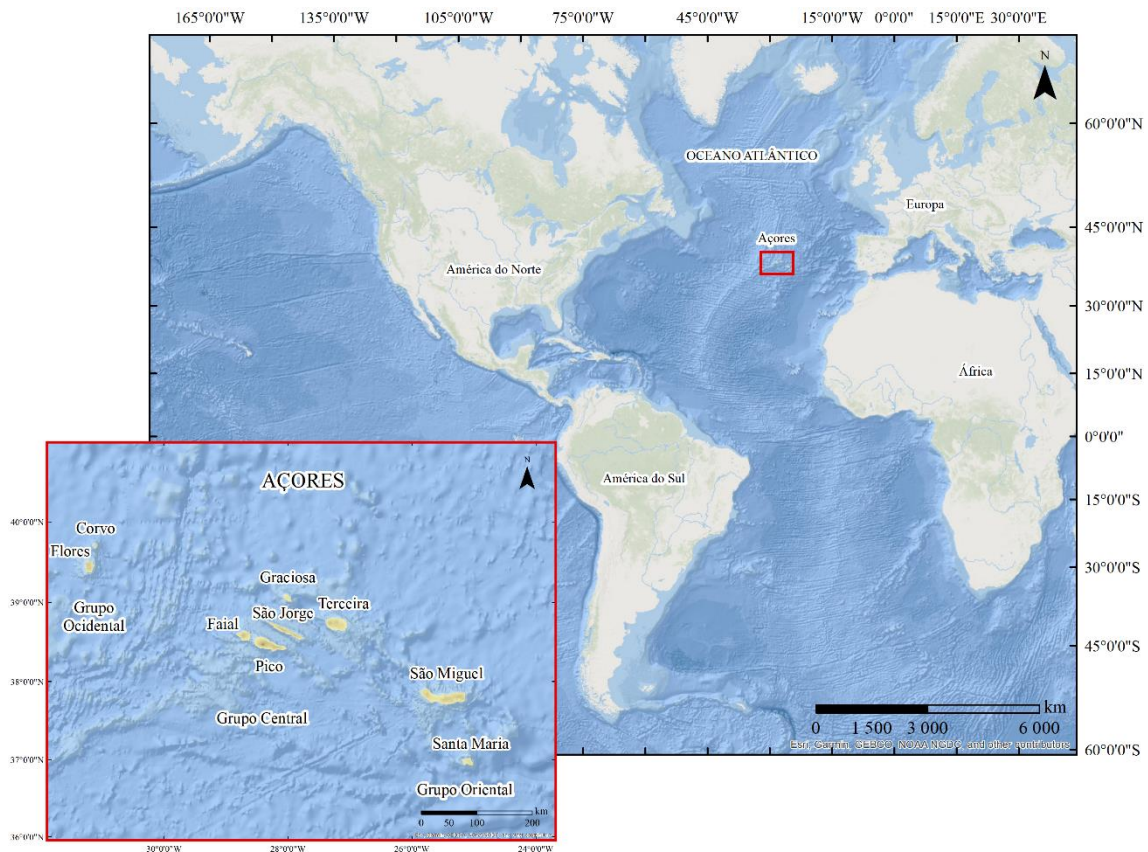 165°0'0"W 135°0'0"W 105°0'0"W 75°0'0"W 45°0'0"W 15°0'0"W 0°0'0" 15°0'0"E 30°0'0"E
N
60°0'0"N
OCEANO ATLÂNTICO
Europa
45°0'0"N
Açores
América do Norte
30°0'0"N
África
15°0'0"N
0°0'0"
América do Sul
15°0'0"S
30°0'0"S
45°0'0"S
km
0 1 500 3 000 6 000
Esri, Garmin, GEBCO, NOAA NGDC, and other contributors
60°0'0"S
N
AÇORES
40°0'0"N
Corvo
Flores
Graciosa
39°0'0"N
Grupo
Ocidental
Terceira
São Jorge
Faial
Pico
São Miguel
38°0'0"N
Grupo Central
Santa Maria
37°0'0"N
Grupo Oriental
km
0 50 100 200
36°0'0"N
30°0'0"W 28°0'0"W 26°0'0"W 24°0'0"W